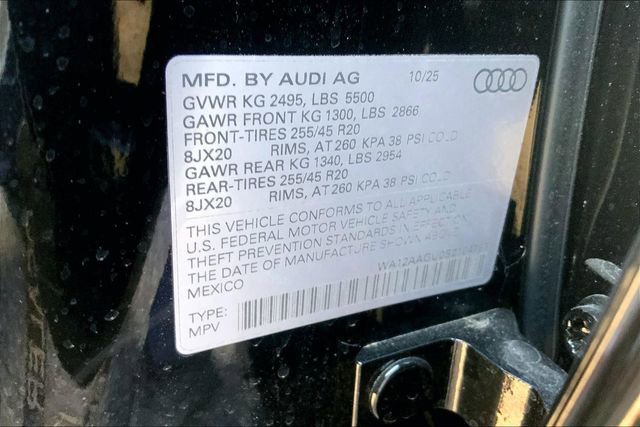 MFD. BY AUDI AG 10/25
GVWR KG 2495, LBS 5500
GAWR FRONT KG 1300, LBS 2866
FRONT-TIRES 255/45 R20
8JX20 RIMS, AT 260 KPA 38 PSI COLD
GAWR REAR KG 1340, LBS 2954
REAR-TIRES 255/45 R20
8JX20 RIMS, AT 260 KPA 38 PSI COLD
THIS VEHICLE CONFORMS TO ALL APPLICABLE
U.S. FEDERAL MOTOR VEHICLE SAFETY AND
THEFT PREVENTION STANDARDS IN EFFECT ON
THE DATE OF MANUFACTURE SHOWN ABOVE.
MEXICO
TYPE:
MPV